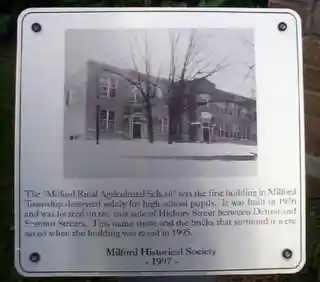 The "Milford Rural Agricultural School" was the first building in Milford
Township designed solely for high school pupils. It was built in 1926
and was located on the east side of Hickory Street between Detroit and
Summit Streets. This name stone and the bricks that surround it were
saved when the building was razed in 1995.
Milford Historical Society
- 1997 -